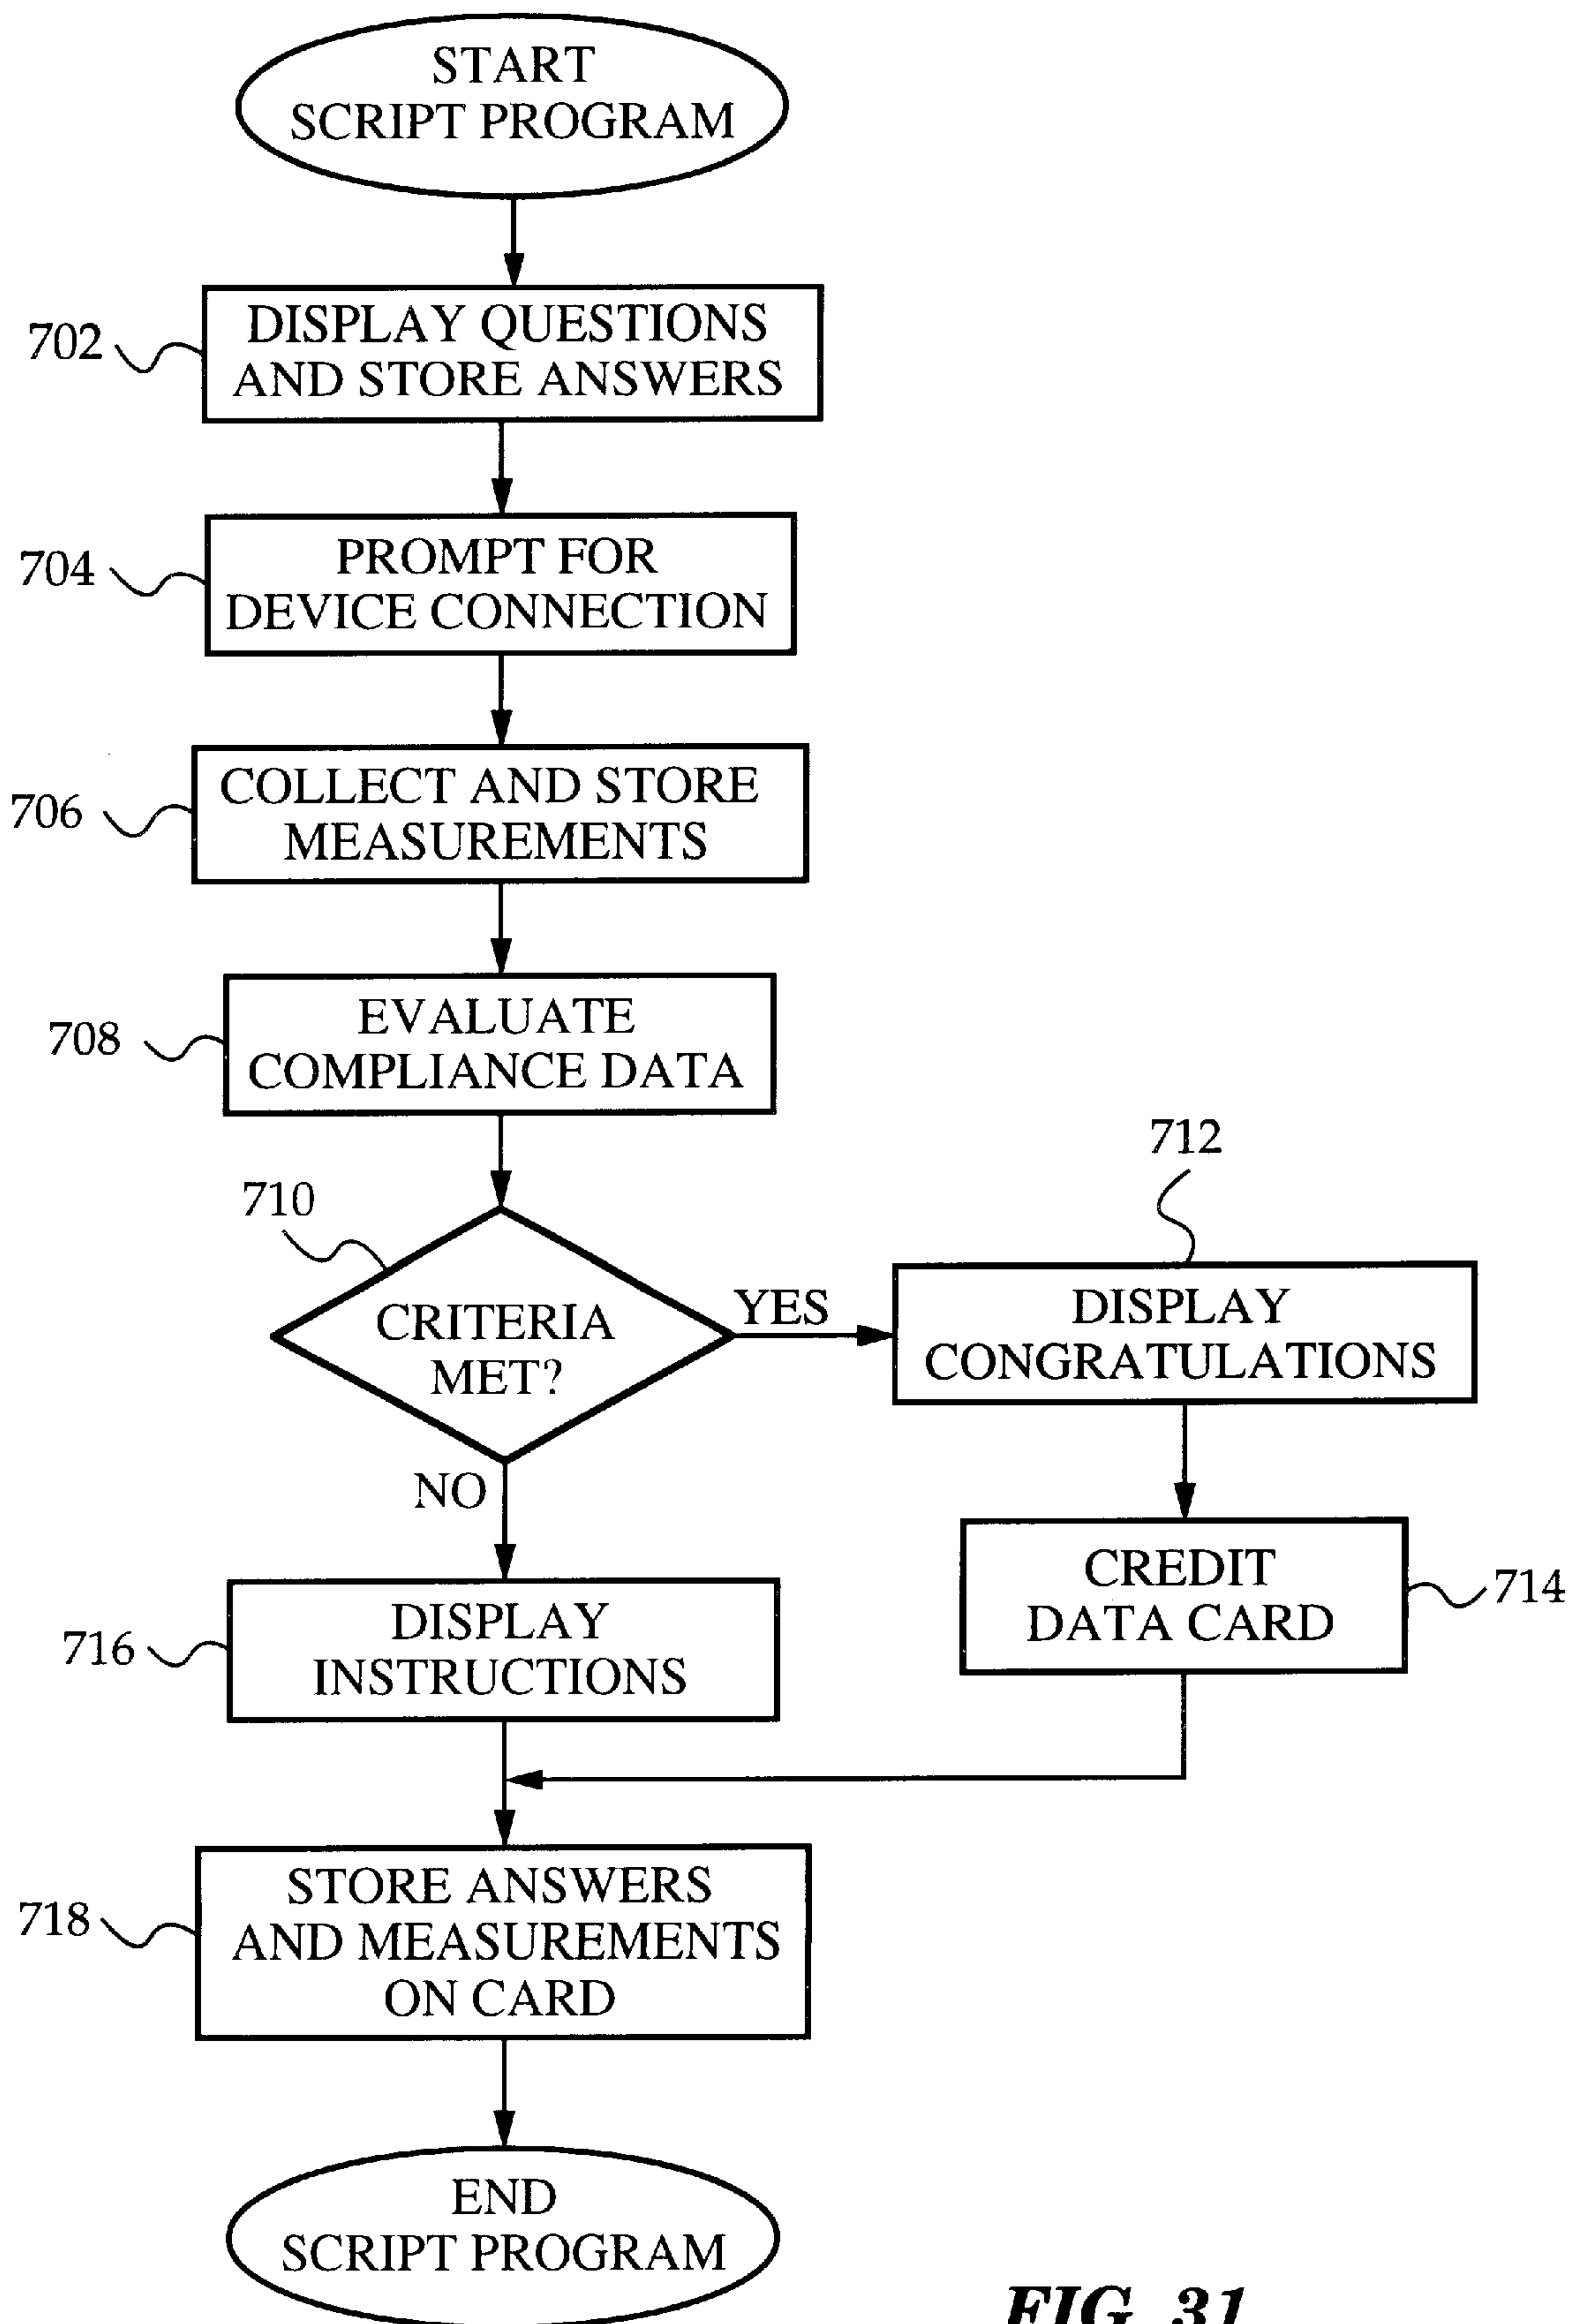 START
SCRIPT PROGRAM
702
DISPLAY QUESTIONS
AND STORE ANSWERS
704
PROMPT FOR
DEVICE CONNECTION
706
COLLECT AND STORE
MEASUREMENTS
708
EVALUATE
COMPLIANCE DATA
710
CRITERIA
MET?
YES
712
DISPLAY
CONGRATULATIONS
NO
CREDIT
DATA CARD
714
716
DISPLAY
INSTRUCTIONS
718
STORE ANSWERS
AND MEASUREMENTS
ON CARD
END
SCRIPT PROGRAM
FIG. 31